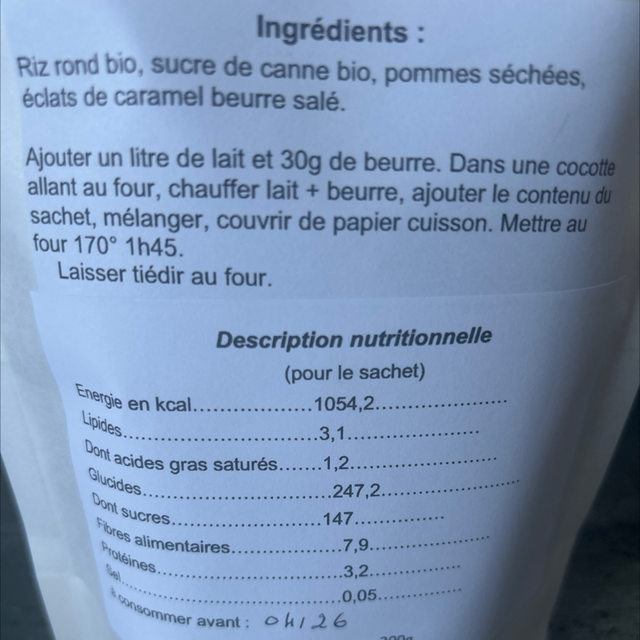 Ingrédients :
Riz rond bio, sucre de canne bio, pommes séchées,
éclats de caramel beurre salé.
Ajouter un litre de lait et 30g de beurre. Dans une cocotte
allant au four, chauffer lait + beurre, ajouter le contenu du
sachet, mélanger, couvrir de papier cuisson. Mettre au
four 170° 1h45.
Laisser tiédir au four.
Description nutritionnelle
(pour le sachet)
Energie en kcal....................1054,2......................
Lipides................................3,1.......................
Dont acides gras saturés.......1,2........................
Glucides..............................247,2.......................
Dont sucres........................147...............
Fibres alimentaires..................7,9....................
Protéines..............................3,2....................
Sel.......................................0,05...............
A consommer avant : 04/26